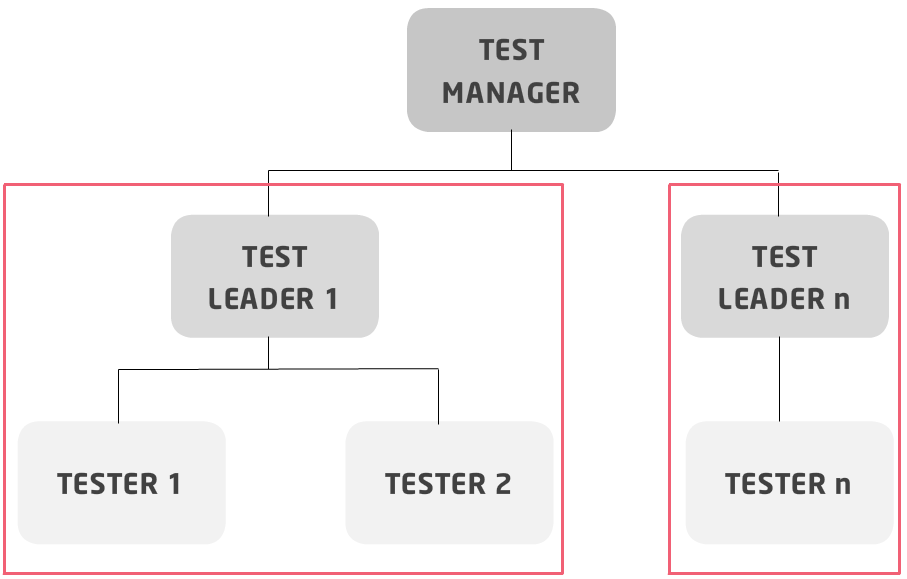 TEST
MANAGER
TEST
LEADER 1
TEST
LEADER n
TESTER 1
TESTER 2
TESTER n